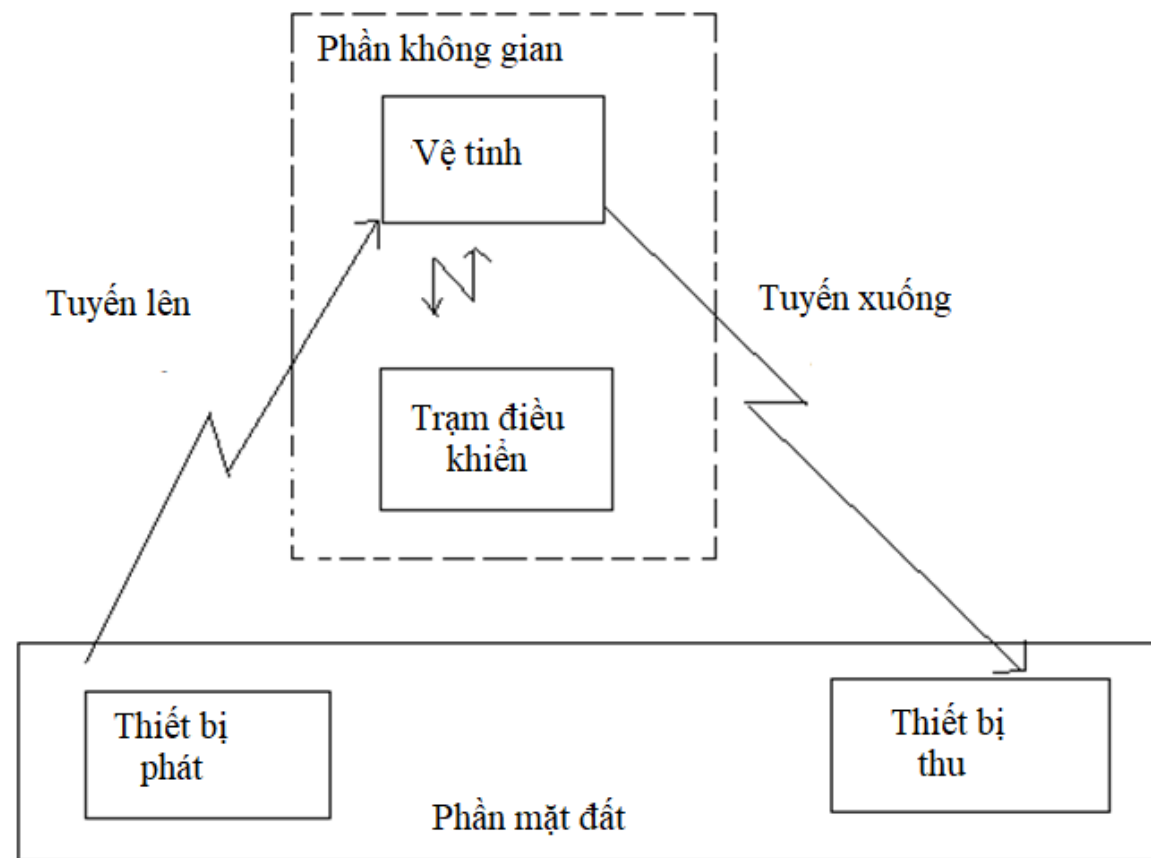 Phần không gian
Vệ tinh
Tuyến lên
Tuyến xuống
Trạm điều
khiển
Thiết bị
phát
Thiết bị
thu
Phần mặt đất